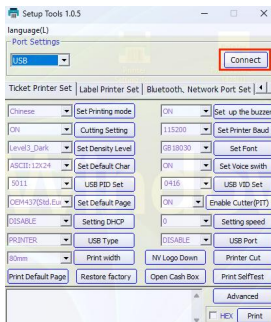 Setup Tools 1.0.5
language(L)
Port Settings
USB
Connect
Ticket Printer Set
Label Printer Set
Bluetooth, Network Port Set
Chinese
Set Printing mode
ON
Set up the buzze
ON
Cutting Setting
115200
Set Printer Baud
Level3_Dark
Set Density Level
GB18030
Set Font
ASCII:12X24
Set Default Char
ON
Set Voice swith
5011
USB PID Set
0416
USB VID Set
OEM437(Std.Eur
Set Default Page
ON
Enable Cutter(PIT)
DISABLE
Setting DHCP
0
Setting speed
PRINTER
USB Type
DISABLE
USB Port
80mm
Print width
NV Logo Down
Printer Cut
Print Default Page
Restore factory
Open Cash Box
Print SelfTest
Advanced
HEX
Print